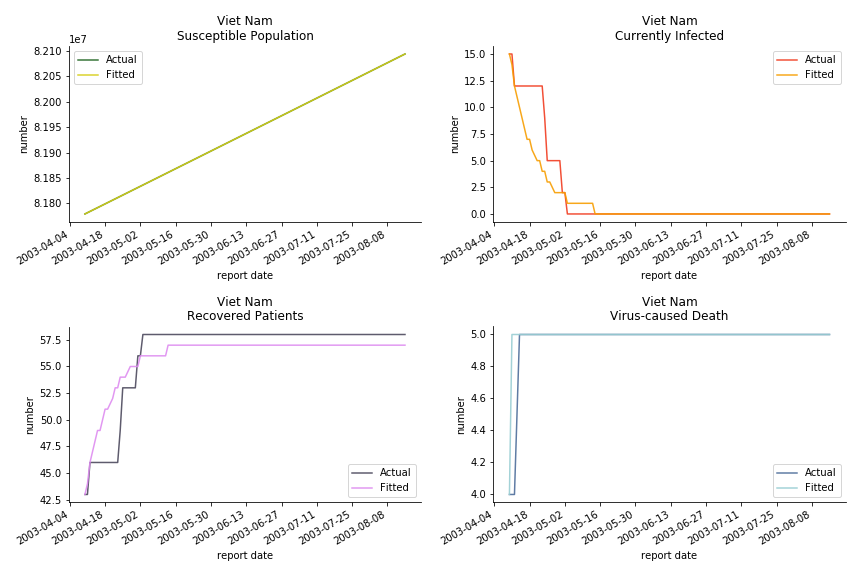 Viet Nam
Susceptible Population
1e7
8.210
8.205
8.200
8.195
8.190
8.185
8.180
number
Actual
Fitted
2003-04-04
2003-04-18
2003-05-02
2003-05-16
2003-05-30
2003-06-13
2003-06-27
2003-07-11
2003-07-25
2003-08-08
report date
Viet Nam
Currently Infected
15.0
12.5
10.0
7.5
5.0
2.5
0.0
number
Actual
Fitted
2003-04-04
2003-04-18
2003-05-02
2003-05-16
2003-05-30
2003-06-13
2003-06-27
2003-07-11
2003-07-25
2003-08-08
report date
Viet Nam
Recovered Patients
57.5
55.0
52.5
50.0
47.5
45.0
42.5
number
Actual
Fitted
2003-04-04
2003-04-18
2003-05-02
2003-05-16
2003-05-30
2003-06-13
2003-06-27
2003-07-11
2003-07-25
2003-08-08
report date
Viet Nam
Virus-caused Death
5.0
4.8
4.6
4.4
4.2
4.0
number
Actual
Fitted
2003-04-04
2003-04-18
2003-05-02
2003-05-16
2003-05-30
2003-06-13
2003-06-27
2003-07-11
2003-07-25
2003-08-08
report date